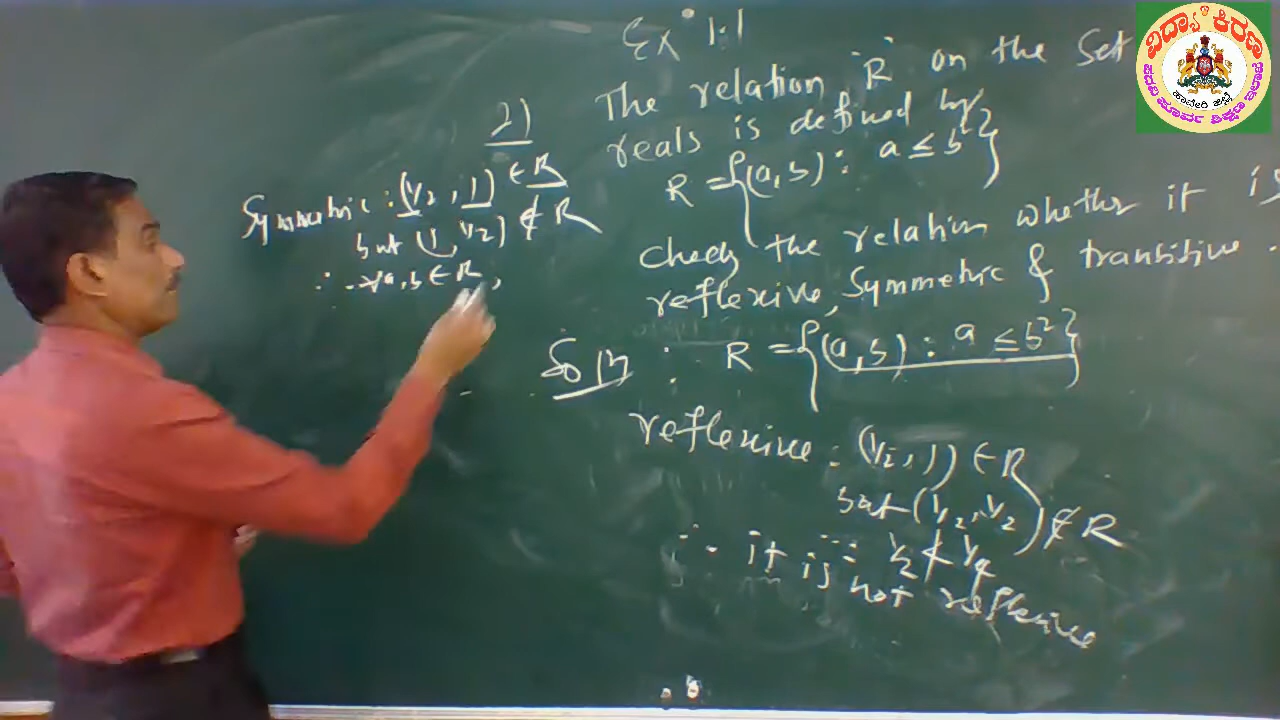 Ex 1.1
2) The relation "R" on the set
reals is defined by
R = {(a, b) : a ≤ b²}
check the relation whether it is
reflexive, Symmetric & transitive.
Soln : R = {(a, b) : a ≤ b²}
reflexive : (1/2, 1) ∈ R
but (1/2, 1/2) ∉ R
∵ 1/2 ≰ 1/4
∴ it is not reflexive
Symmetric : (1/2, 1) ∈ R
but (1, 1/2) ∉ R
∴ ∀ a, b ∈ R,
ವಿದ್ಯಾ ಕಿರಣ